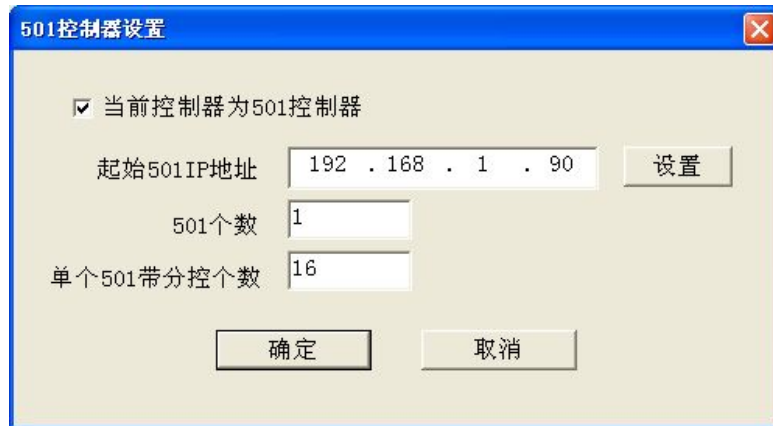 501控制器设置
当前控制器为501控制器
起始501IP地址 192 . 168 . 1 . 90 设置
501个数 1
单个501带分控个数 16
确定 取消